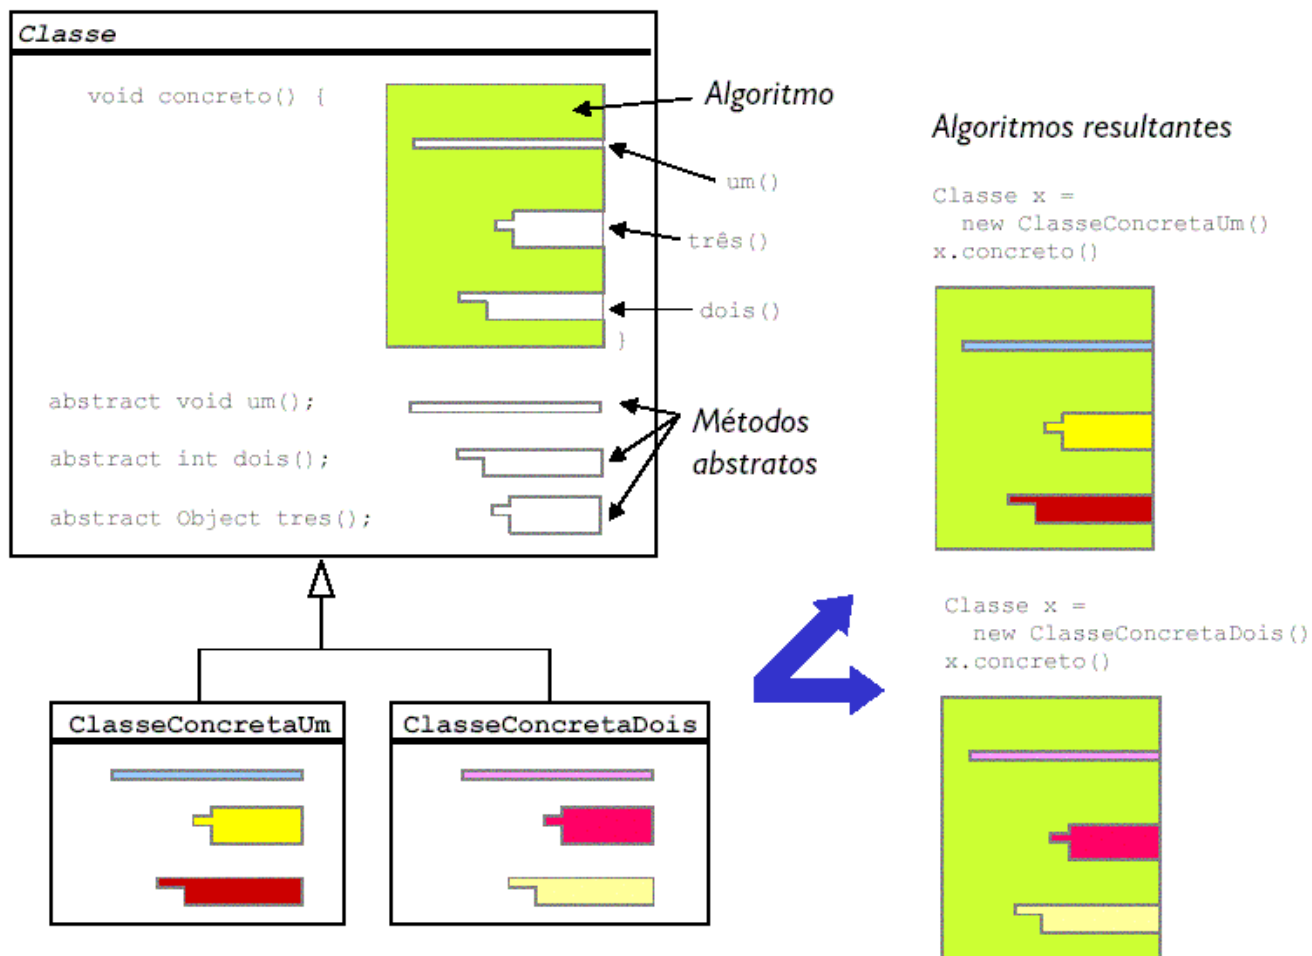 Classe
void concreto() {
Algoritmo
um()
três()
dois()
}
abstract void um();
abstract int dois();
abstract Object tres();
Métodos
abstratos
ClasseConcretaUm
ClasseConcretaDois
Algoritmos resultantes
Classe x =
new ClasseConcretaUm()
x.concreto()
Classe x =
new ClasseConcretaDois()
x.concreto()